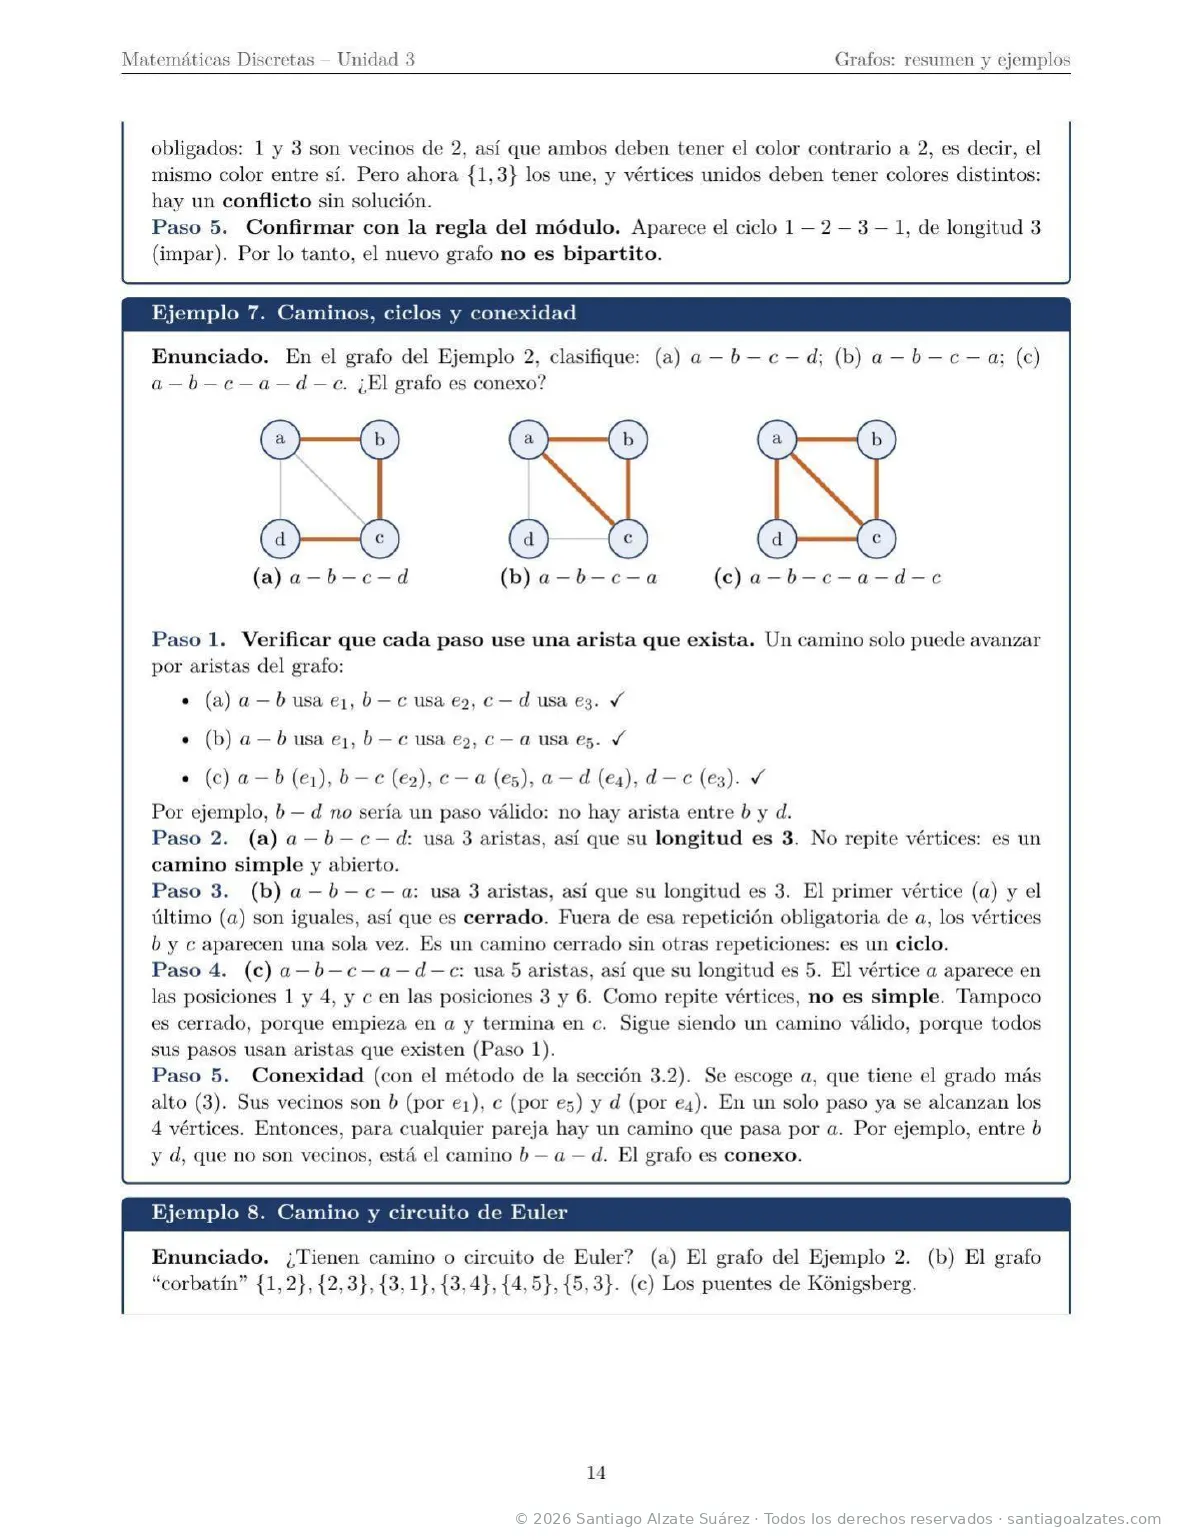 Matemáticas Discretas – Unidad 3 Grafos: resumen y ejemplos
obligados: 1 y 3 son vecinos de 2, así que ambos deben tener el color contrario a 2, es decir, el
mismo color entre sí. Pero ahora {1, 3} los une, y vértices unidos deben tener colores distintos:
hay un conflicto sin solución.
Paso 5. Confirmar con la regla del módulo. Aparece el ciclo 1 − 2 − 3 − 1, de longitud 3
(impar). Por lo tanto, el nuevo grafo no es bipartito.
Ejemplo 7. Caminos, ciclos y conexidad
Enunciado. En el grafo del Ejemplo 2, clasifique: (a) a − b − c − d; (b) a − b − c − a; (c)
a − b − c − a − d − c. ¿El grafo es conexo?
a b a b a b
d c d c d c
(a) a − b − c − d (b) a − b − c − a (c) a − b − c − a − d − c
Paso 1. Verificar que cada paso use una arista que exista. Un camino solo puede avanzar
por aristas del grafo:
• (a) a − b usa e₁, b − c usa e₂, c − d usa e₃. ✓
• (b) a − b usa e₁, b − c usa e₂, c − a usa e₅. ✓
• (c) a − b (e₁), b − c (e₂), c − a (e₅), a − d (e₄), d − c (e₃). ✓
Por ejemplo, b − d no sería un paso válido: no hay arista entre b y d.
Paso 2. (a) a − b − c − d: usa 3 aristas, así que su longitud es 3. No repite vértices: es un
camino simple y abierto.
Paso 3. (b) a − b − c − a: usa 3 aristas, así que su longitud es 3. El primer vértice (a) y el
último (a) son iguales, así que es cerrado. Fuera de esa repetición obligatoria de a, los vértices
b y c aparecen una sola vez. Es un camino cerrado sin otras repeticiones: es un ciclo.
Paso 4. (c) a − b − c − a − d − c: usa 5 aristas, así que su longitud es 5. El vértice a aparece en
las posiciones 1 y 4, y c en las posiciones 3 y 6. Como repite vértices, no es simple. Tampoco
es cerrado, porque empieza en a y termina en c. Sigue siendo un camino válido, porque todos
sus pasos usan aristas que existen (Paso 1).
Paso 5. Conexidad (con el método de la sección 3.2). Se escoge a, que tiene el grado más
alto (3). Sus vecinos son b (por e₁), c (por e₅) y d (por e₄). En un solo paso ya se alcanzan los
4 vértices. Entonces, para cualquier pareja hay un camino que pasa por a. Por ejemplo, entre b
y d, que no son vecinos, está el camino b − a − d. El grafo es conexo.
Ejemplo 8. Camino y circuito de Euler
Enunciado. ¿Tienen camino o circuito de Euler? (a) El grafo del Ejemplo 2. (b) El grafo
“corbatín” {1, 2}, {2, 3}, {3, 1}, {3, 4}, {4, 5}, {5, 3}. (c) Los puentes de Königsberg.
14
© 2026 Santiago Alzate Suárez · Todos los derechos reservados · santiagoalzates.com